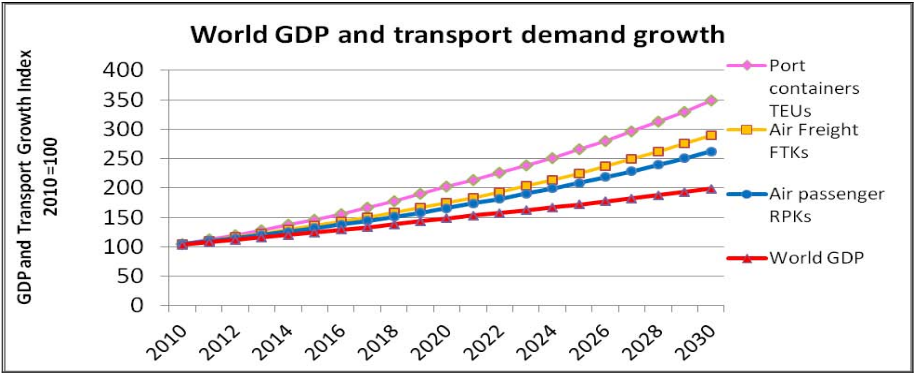 World GDP and transport demand growth
GDP and Transport Growth Index
2010 =100
400
350
300
250
200
150
100
50
0
2010
2012
2014
2016
2018
2020
2022
2024
2026
2028
2030
Port
containers
TEUs
Air Freight
FTKs
Air passenger
RPKs
World GDP